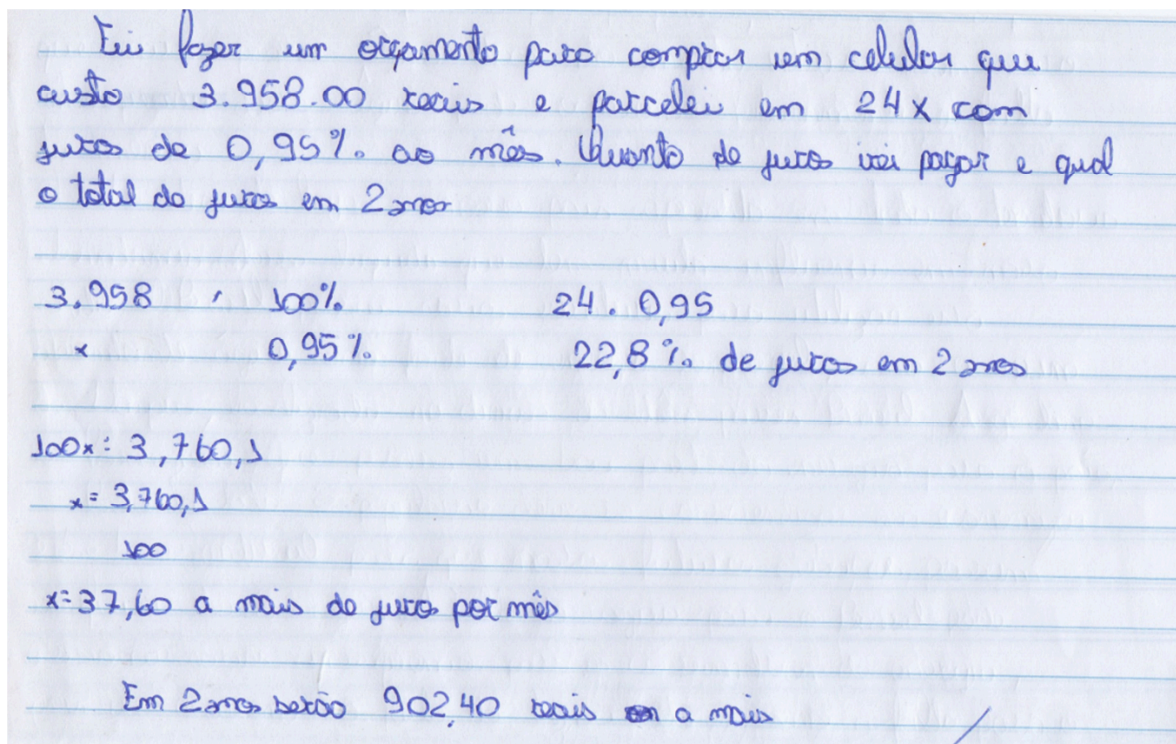 Fui fazer um orçamento para comprar um celular que
custa 3.958.00 reais e parcelei em 24x com
juros de 0,95% ao mês. Quanto de juros vai pagar e qual
o total do juros em 2 anos
3.958 , 100% 24 . 0,95
x 0,95% 22,8% de juros em 2 anos
100x = 3,760,1
x = 3,760,1
100
x = 37,60 a mais de juros por mês
Em 2 anos serão 902,40 reais a mais